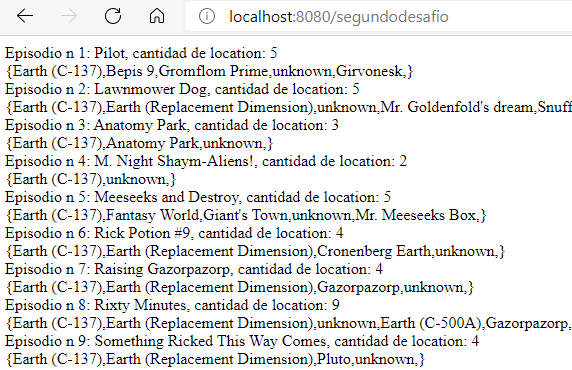 localhost:8080/segundodesafio
Episodio n 1: Pilot, cantidad de location: 5
{Earth (C-137),Bepis 9,Gromflom Prime,unknown,Girvonesk,}
Episodio n 2: Lawnmower Dog, cantidad de location: 5
{Earth (C-137),Earth (Replacement Dimension),unknown,Mr. Goldenfold's dream,Snuff
Episodio n 3: Anatomy Park, cantidad de location: 3
{Earth (C-137),Anatomy Park,unknown,}
Episodio n 4: M. Night Shaym-Aliens!, cantidad de location: 2
{Earth (C-137),unknown,}
Episodio n 5: Meeseeks and Destroy, cantidad de location: 5
{Earth (C-137),Fantasy World,Giant's Town,unknown,Mr. Meeseeks Box,}
Episodio n 6: Rick Potion #9, cantidad de location: 4
{Earth (C-137),Earth (Replacement Dimension),Cronenberg Earth,unknown,}
Episodio n 7: Raising Gazorpazorp, cantidad de location: 4
{Earth (C-137),Earth (Replacement Dimension),Gazorpazorp,unknown,}
Episodio n 8: Rixty Minutes, cantidad de location: 9
{Earth (C-137),Earth (Replacement Dimension),unknown,Earth (C-500A),Gazorpazorp,
Episodio n 9: Something Ricked This Way Comes, cantidad de location: 4
{Earth (C-137),Earth (Replacement Dimension),Pluto,unknown,}